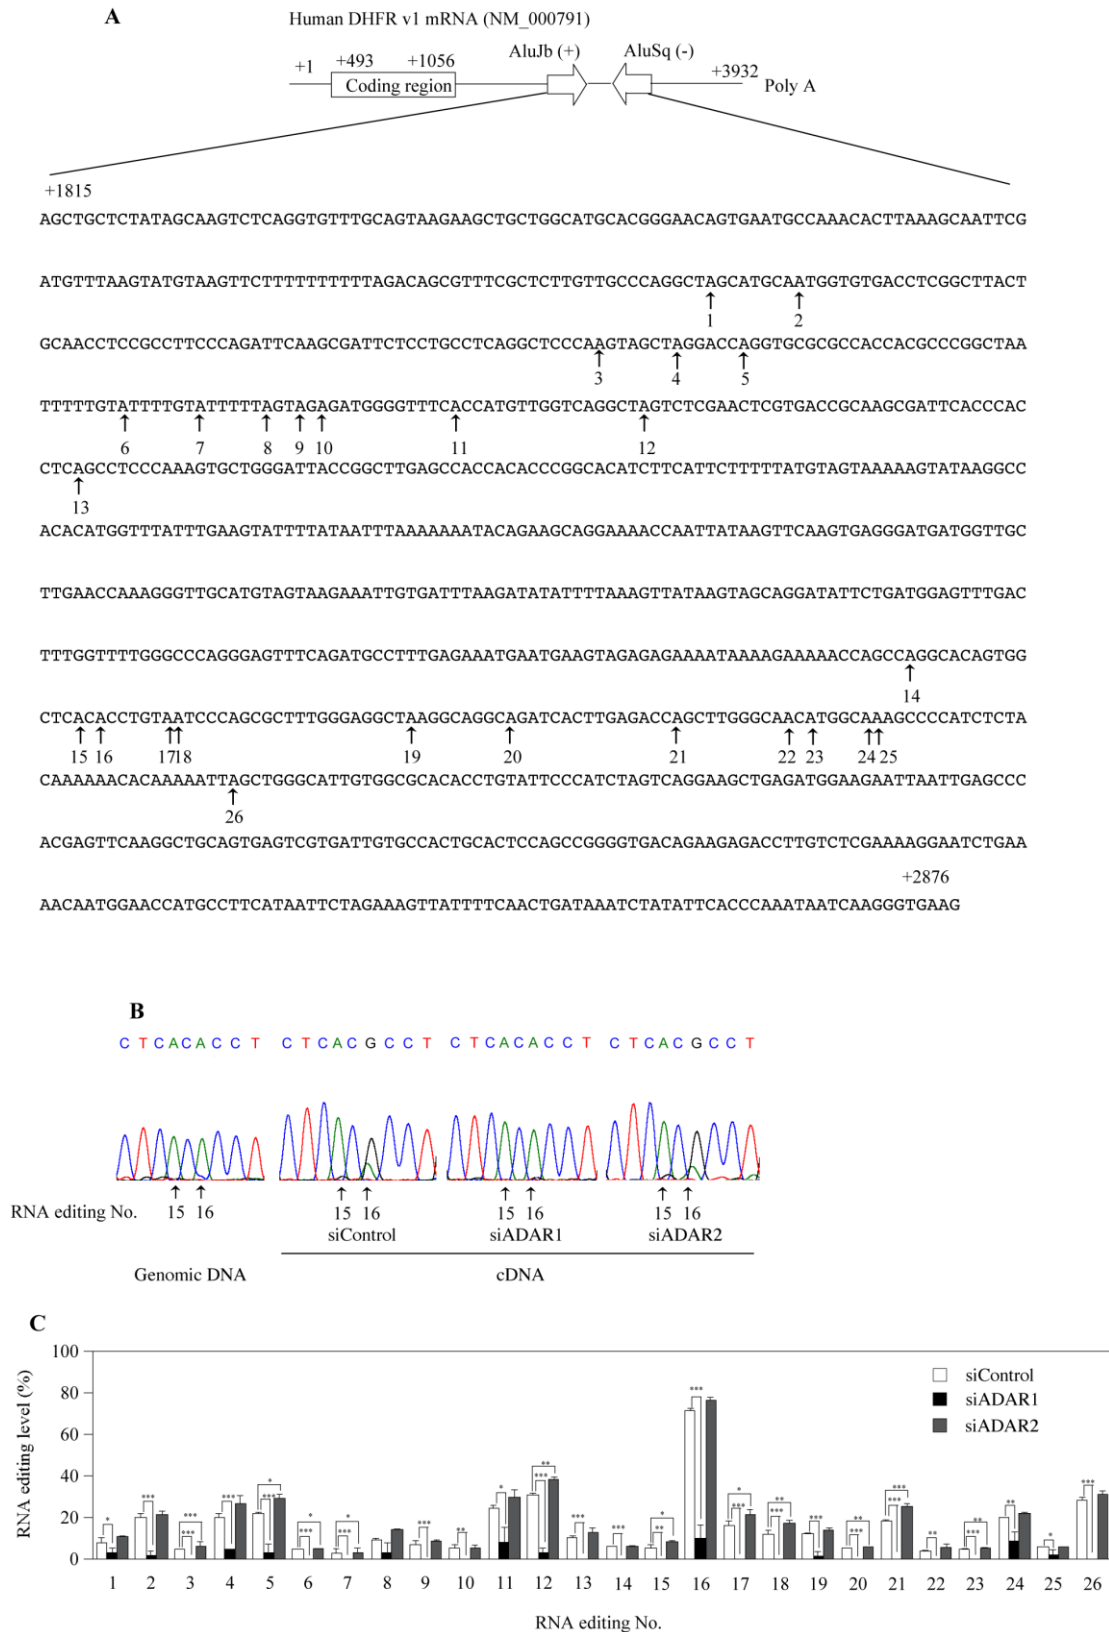 A
Human DHFR v1 mRNA (NM_000791)
AluJb (+) AluSq (-)
+1 +493 +1056 +3932
Coding region Poly A
+1815
AGCTGCTCTATAGCAAGTCTCAGGTGTTTGCAGTAAGAAGCTGCTGGCATGCACGGGAACAGTGAATGCCAAACACTTAAAGCAATTCG
ATGTTTAAGTATGTAAGTTCTTTTTTTTTTAGACAGCGTTTCGCTCTTGTTGCCCAGGCTAGCATGCAATGGTGTGACCTCGGCTTACT
1 2
GCAACCTCCGCCTTCCCAGATTCAAGCGATTCTCCTGCCTCAGGCTCCCAAGTAGCTAGGACCAGGTGCGCGCCACCACGCCCGGCTAA
3 4 5
TTTTTGTATTTTGTATTTTTAGTAGAGATGGGGTTTCACCATGTTGGTCAGGCTAGTCTCGAACTCGTGACCGCAAGCGATTCACCCAC
6 7 8 9 10 11 12
CTCAGCCTCCCAAAGTGCTGGGATTACCGGCTTGAGCCACCACACCCGGCACATCTTCATTCTTTTTATGTAGTAAAAAGTATAAGGCC
13
ACACATGGTTTATTTGAAGTATTTTATAATTTAAAAAAATACAGAAGCAGGAAAACCAATTATAAGTTCAAGTGAGGGATGATGGTTGC
TTGAACCAAAGGGTTGCATGTAGTAAGAAATTGTGATTTAAGATATATTTTAAAGTTATAAGTAGCAGGATATTCTGATGGAGTTTGAC
TTTGGTTTTGGGCCCAGGGAGTTTCAGATGCCTTTGAGAAATGAATGAAGTAGAGAGAAAATAAAAGAAAAACCAGCCAGGCACAGTGG
14
CTCACACCTGTAATCCCAGCGCTTTGGGAGGCTAAGGCAGGCAGATCACTTGAGACCAGCTTGGGCAACATGGCAAAGCCCCATCTCTA
15 16 17 18 19 20 21 22 23 24 25
CAAAAAACACAAAAATTAGCTGGGCATTGTGGCGCACACCTGTATTCCCATCTAGTCAGGAAGCTGAGATGGAAGAATTAATTGAGCCC
26
ACGAGTTCAAGGCTGCAGTGAGTCGTGATTGTGCCACTGCACTCCAGCCGGGGTGACAGAAGAGACCTTGTCTCGAAAAGGAATCTGAA
+2876
AACAATGGAACCATGCCTTCATAATTCTAGAAAGTTATTTTCAACTGATAAATCTATATTCACCCAAATAATCAAGGGTGAAG
B
C T C A C A C C T C T C A C G C C T C T C A C A C C T C T C A C G C C T
RNA editing No. 15 16 15 16 15 16 15 16
siControl siADAR1 siADAR2
Genomic DNA cDNA
C
RNA editing level (%)
100
80
60
40
20
0
siControl
siADAR1
siADAR2
1 2 3 4 5 6 7 8 9 10 11 12 13 14 15 16 17 18 19 20 21 22 23 24 25 26
RNA editing No.